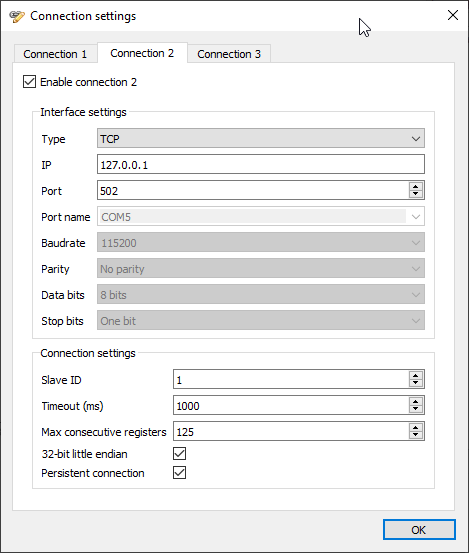 Connection settings
Connection 1 Connection 2 Connection 3
Enable connection 2
Interface settings
Type TCP
IP 127.0.0.1
Port 502
Port name COM5
Baudrate 115200
Parity No parity
Data bits 8 bits
Stop bits One bit
Connection settings
Slave ID 1
Timeout (ms) 1000
Max consecutive registers 125
32-bit little endian
Persistent connection
OK